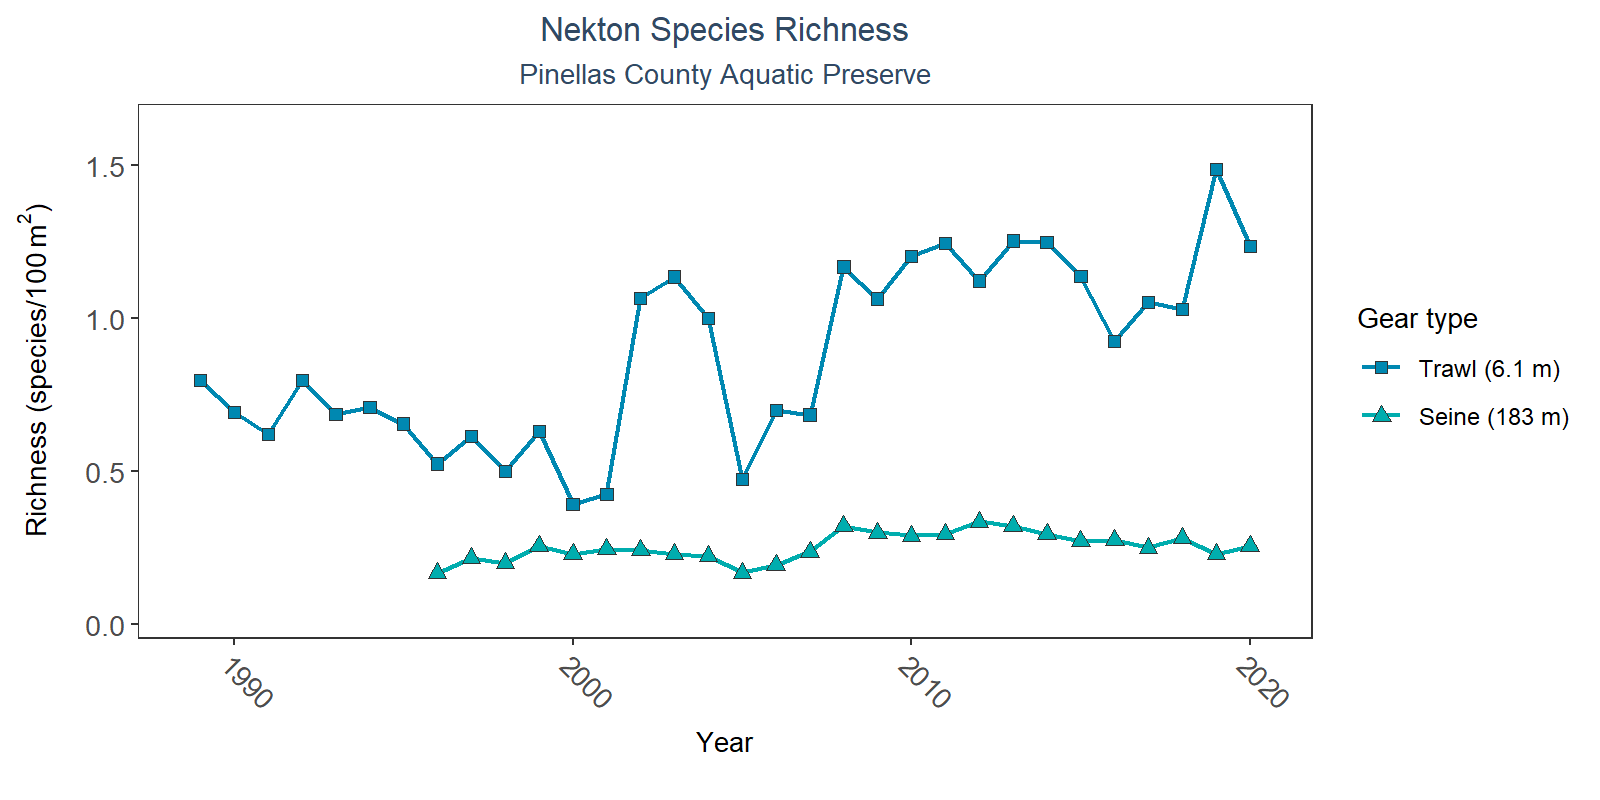 Nekton Species Richness
Pinellas County Aquatic Preserve
Richness (species/100 m²)
1.5
1.0
0.5
0.0
1990
2000
2010
2020
Year
Gear type
Trawl (6.1 m)
Seine (183 m)